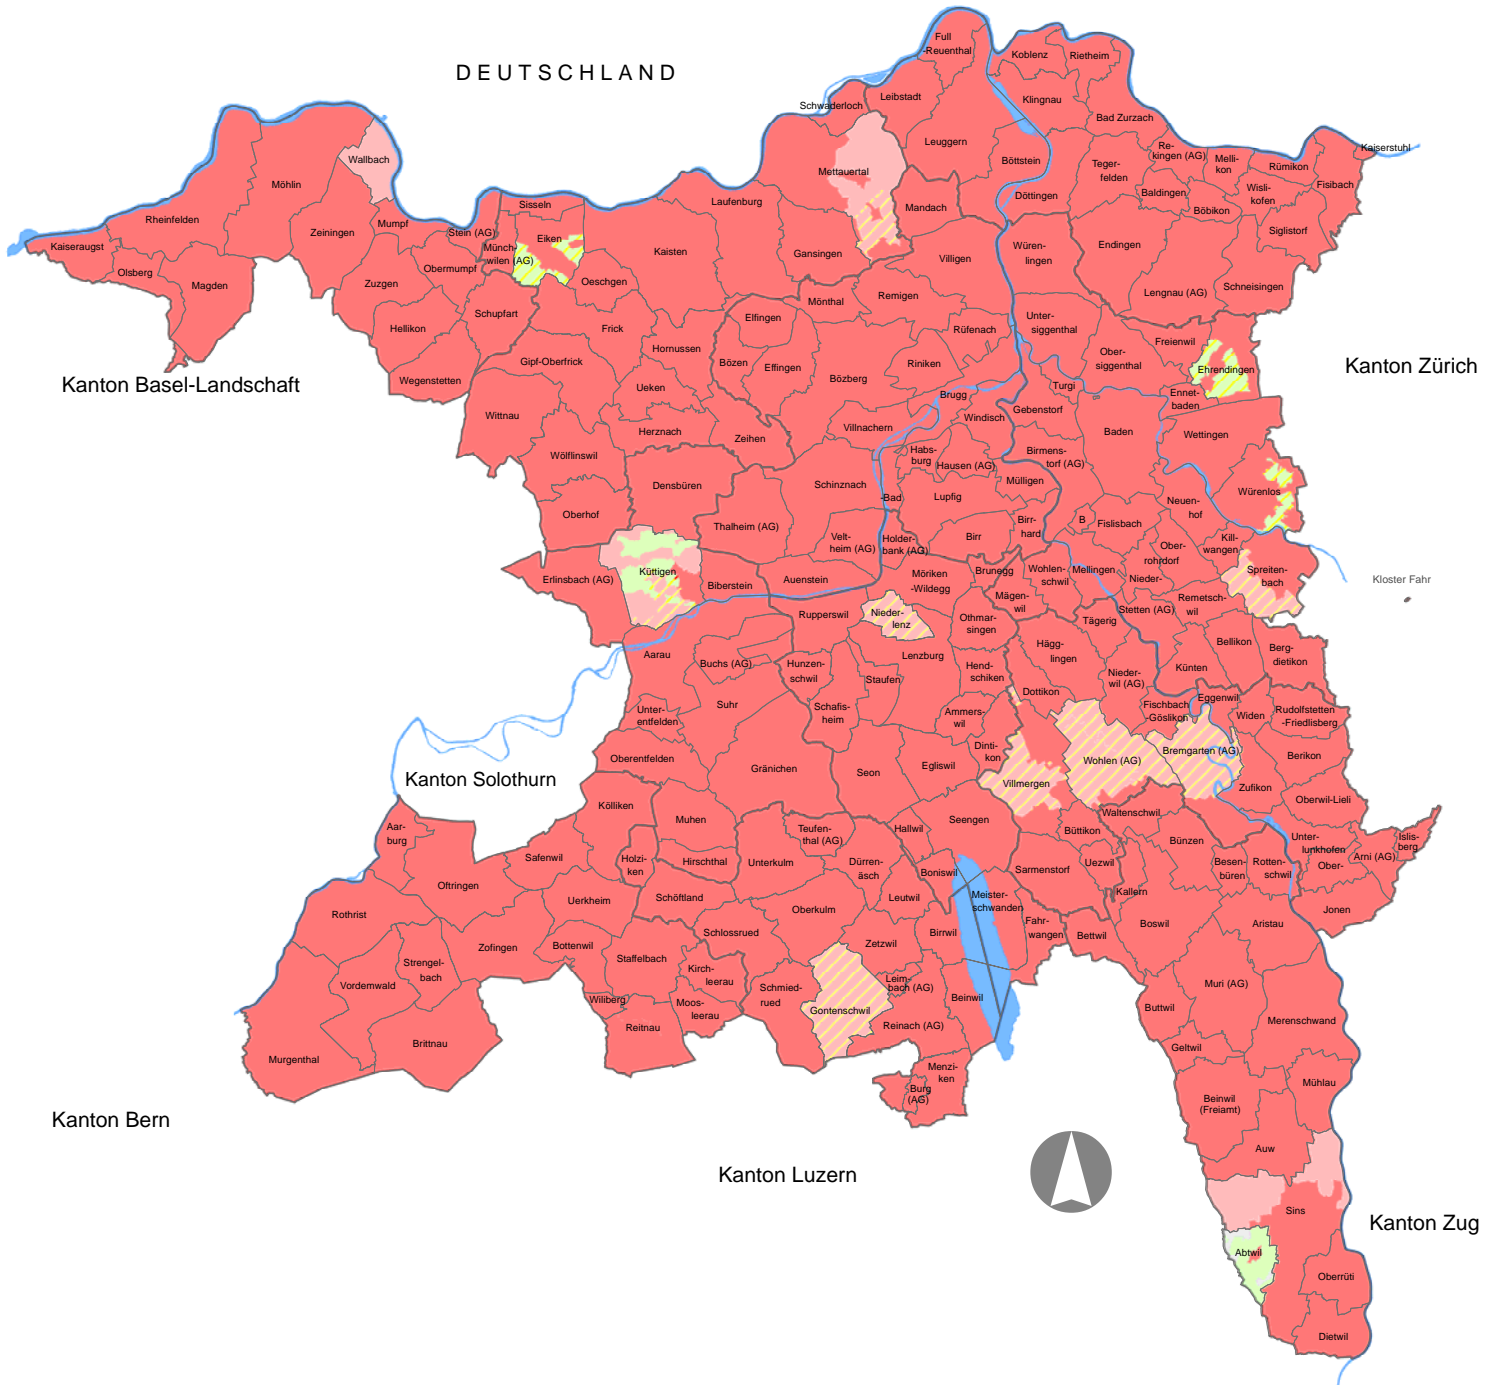 DEUTSCHLAND
Full
-Reuenthal
Koblenz
Rietheim
Schwaderloch
Leibstadt
Klingnau
Bad Zurzach
Leuggern
Wallbach
Mettauertal
Böttstein
Teger-
felden
Re-
kingen (AG)
Melli-
kon
Rümikon
Kaiserstuhl
Fisibach
Wisli-
kofen
Baldingen
Böbikon
Siglistorf
Möhlin
Rheinfelden
Zeiningen
Mumpf
Kaiseraugst
Olsberg
Magden
Sisseln
Stein (AG)
Eiken
Münch-
wilen (AG)
Obermumpf
Zuzgen
Oeschgen
Kaisten
Laufenburg
Gansingen
Mandach
Döttingen
Villigen
Würen-
lingen
Endingen
Lengnau (AG)
Schneisingen
Schupfart
Hellikon
Wegenstetten
Frick
Gipf-Oberfrick
Hornussen
Ueken
Elfingen
Mönthal
Remigen
Bözen
Effingen
Bözberg
Rüfenach
Riniken
Unter-
siggenthal
Ober-
siggenthal
Freienwil
Ehrendingen
Kanton Basel-Landschaft
Kanton Zürich
Wittnau
Herznach
Zeihen
Villnachern
Brugg
Windisch
Turgi
Gebenstorf
Ennet-
baden
Baden
Wettingen
Wölflinswil
Densbüren
Schinznach
-Bad
Habs-
burg
Hausen (AG)
Birmens-
torf (AG)
Mülligen
Lupfig
Würenlos
Oberhof
Thalheim (AG)
Velt-
heim (AG)
Holder-
bank (AG)
Birr
Birr-
hard
B
Fislisbach
Neuen-
hof
Kill-
wangen
Ober-
rohrdorf
Spreiten-
bach
Kloster Fahr
Küttigen
Erlinsbach (AG)
Biberstein
Auenstein
Möriken
-Wildegg
Brunegg
Wohlen-
schwil
Mellingen
Nieder-
Mägen-
wil
Remetsch-
wil
Stetten (AG)
Rupperswil
Nieder-
lenz
Othmar-
singen
Tägerig
Bellikon
Berg-
dietikon
Aarau
Buchs (AG)
Hunzen-
schwil
Staufen
Lenzburg
Hend-
schiken
Hägg-
lingen
Nieder-
wil (AG)
Künten
Dottikon
Eggenwil
Suhr
Unter-
entfelden
Schafis-
heim
Ammers-
wil
Fischbach
-Göslikon
Widen
Rudolfstetten
-Friedlisberg
Oberentfelden
Gränichen
Seon
Egliswil
Dinti-
kon
Villmergen
Wohlen (AG)
Bremgarten (AG)
Berikon
Zufikon
Oberwil-Lieli
Kanton Solothurn
Kölliken
Muhen
Teufen-
thal (AG)
Hallwil
Seengen
Büttikon
Waltenschwil
Bünzen
Unter-
lunkhofen
Ober-
Arni (AG)
Islis-
berg
Aar-
burg
Safenwil
Holzi-
ken
Hirschthal
Unterkulm
Dürren-
äsch
Boniswil
Sarmenstorf
Uezwil
Kallern
Besen-
büren
Rotten-
schwil
Oftringen
Uerkheim
Schöftland
Oberkulm
Leutwil
Meister-
schwanden
Jonen
Rothrist
Zofingen
Bottenwil
Schlossrued
Birrwil
Zetzwil
Fahr-
wangen
Bettwil
Boswil
Aristau
Strengel-
bach
Vordemwald
Staffelbach
Kirch-
leerau
Schmied-
rued
Leim-
bach (AG)
Gontenschwil
Beinwil
Muri (AG)
Wiliberg
Moos-
leerau
Reitnau
Reinach (AG)
Buttwil
Merenschwand
Murgenthal
Brittnau
Geltwil
Menzi-
ken
Burg
(AG)
Mühlau
Beinwil
(Freiamt)
Kanton Bern
Auw
Kanton Luzern
Sins
Kanton Zug
Abtwil
Oberrüti
Dietwil